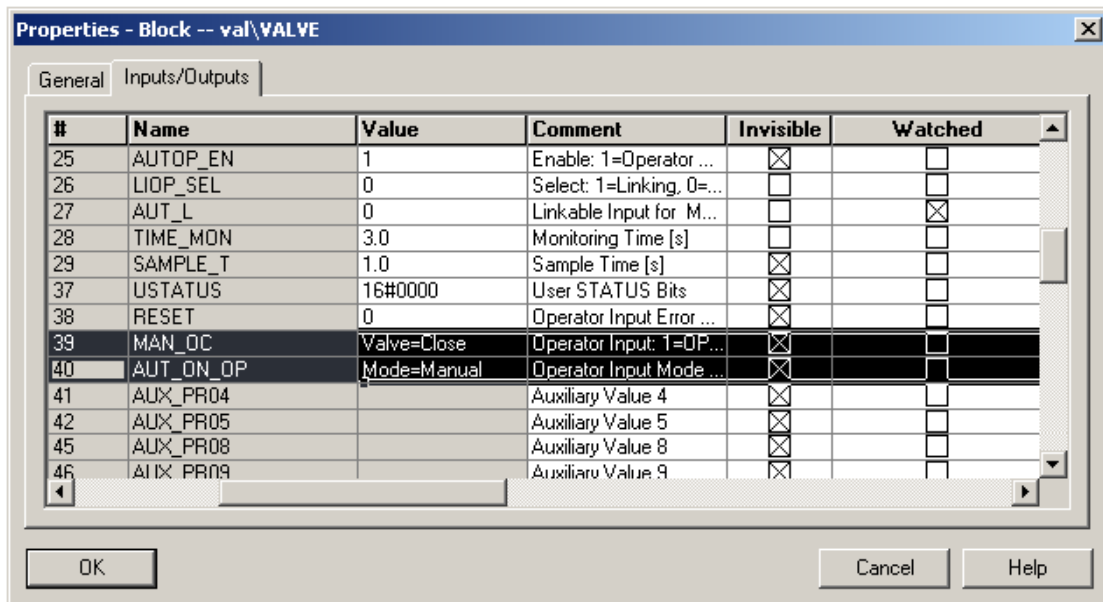 Properties - Block -- val\VALVE
General Inputs/Outputs
# Name Value Comment Invisible Watched
25 AUTOP_EN 1 Enable: 1=Operator ...
26 LIOP_SEL 0 Select: 1=Linking, 0=...
27 AUT_L 0 Linkable Input for M...
28 TIME_MON 3.0 Monitoring Time [s]
29 SAMPLE_T 1.0 Sample Time [s]
37 USTATUS 16#0000 User STATUS Bits
38 RESET 0 Operator Input Error ...
39 MAN_OC Valve=Close Operator Input: 1=OP...
40 AUT_ON_OP Mode=Manual Operator Input Mode ...
41 AUX_PR04 Auxiliary Value 4
42 AUX_PR05 Auxiliary Value 5
45 AUX_PR08 Auxiliary Value 8
46 AUX_PR09 Auxiliary Value 9
OK Cancel Help